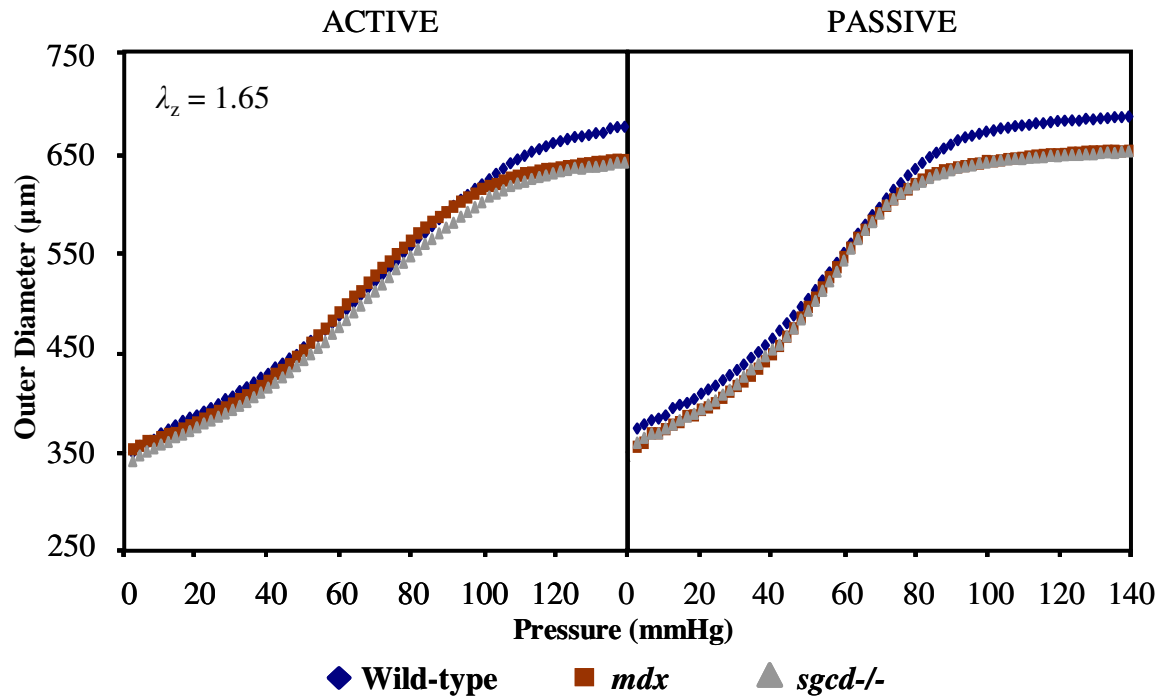 ACTIVE PASSIVE
λz = 1.65
750
650
550
450
350
250
Outer Diameter (μm)
0 20 40 60 80 100 120 0 20 40 60 80 100 120 140
Pressure (mmHg)
Wild-type mdx sgcd-/-